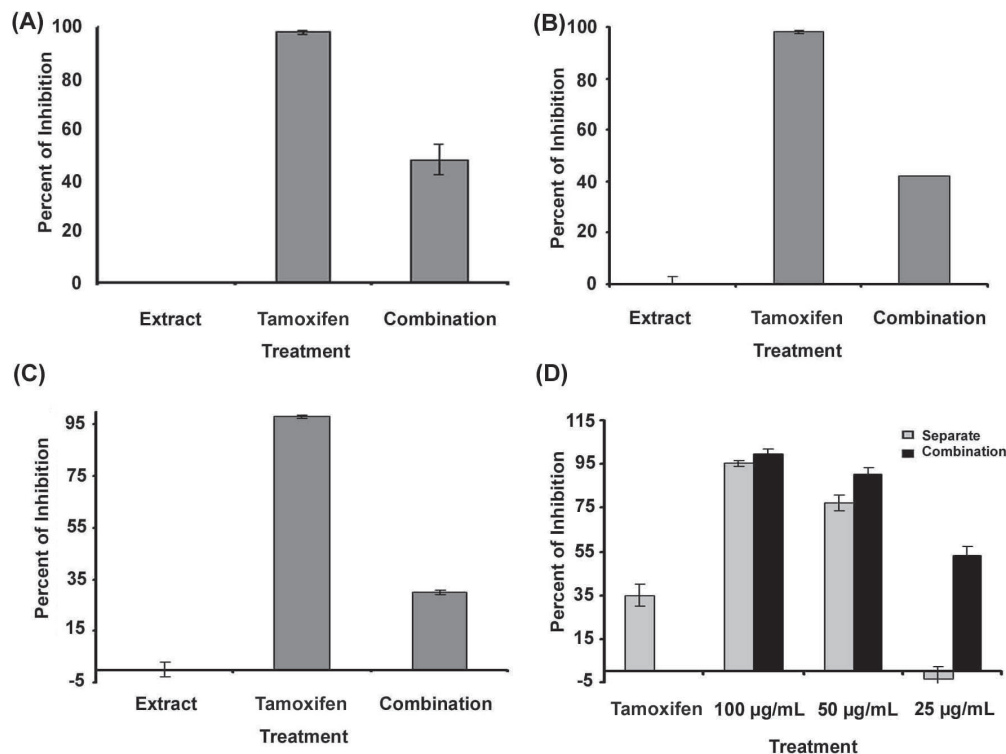 (A)
Percent of Inhibition
100
80
60
40
20
0
Extract Tamoxifen Combination
Treatment
(B)
Percent of Inhibition
100
80
60
40
20
0
Extract Tamoxifen Combination
Treatment
(C)
Percent of Inhibition
95
75
55
35
15
-5
Extract Tamoxifen Combination
Treatment
(D)
Percent of Inhibition
115
95
75
55
35
15
-5
Separate
Combination
Tamoxifen 100 µg/mL 50 µg/mL 25 µg/mL
Treatment